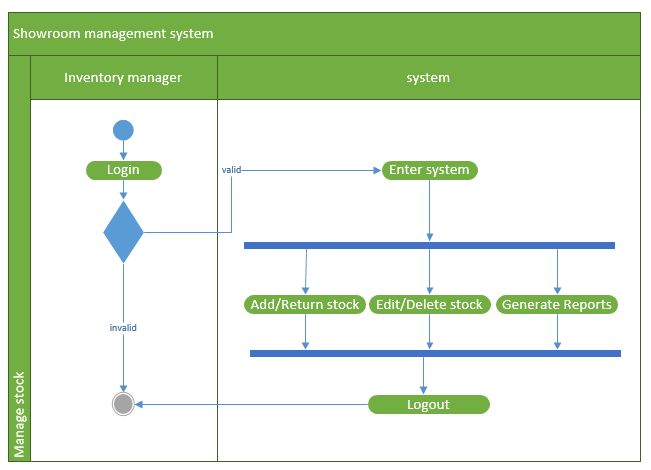 Showroom management system
Inventory manager
system
Login
valid
Enter system
Add/Return stock
Edit/Delete stock
Generate Reports
invalid
Logout
Manage stock